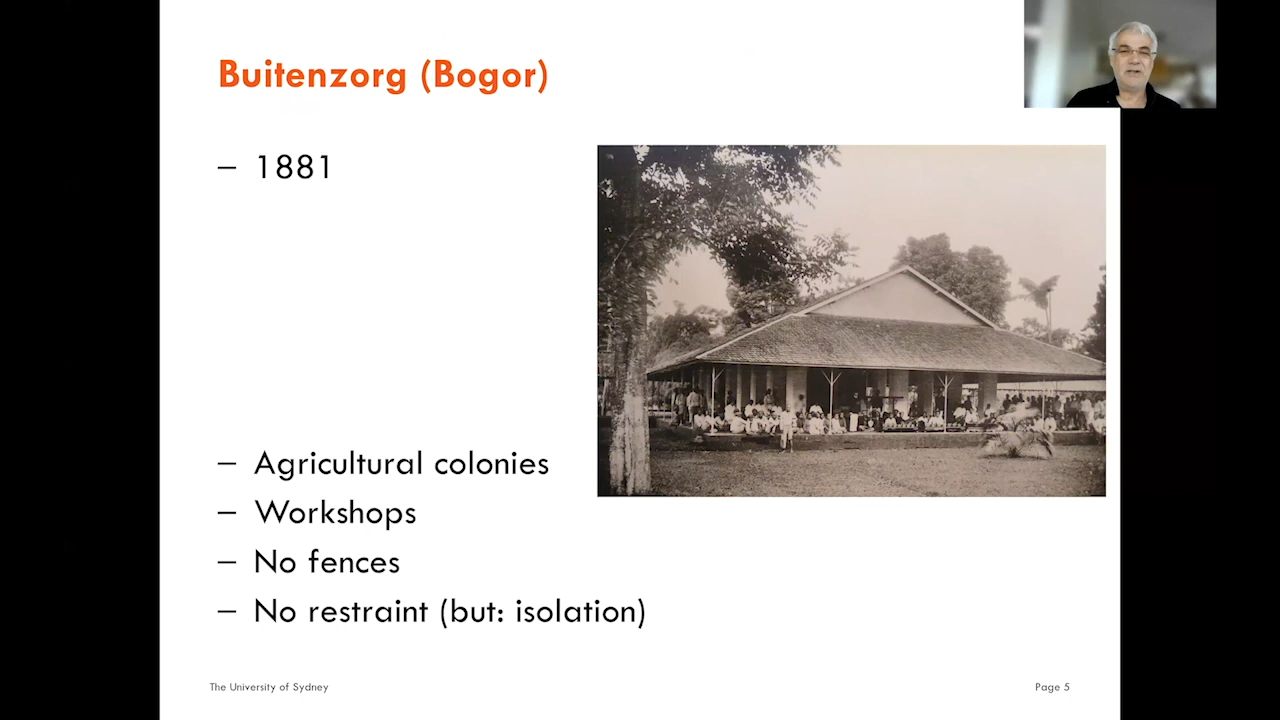 Buitenzorg (Bogor)
– 1881
– Agricultural colonies
– Workshops
– No fences
– No restraint (but: isolation)
The University of Sydney
Page 5